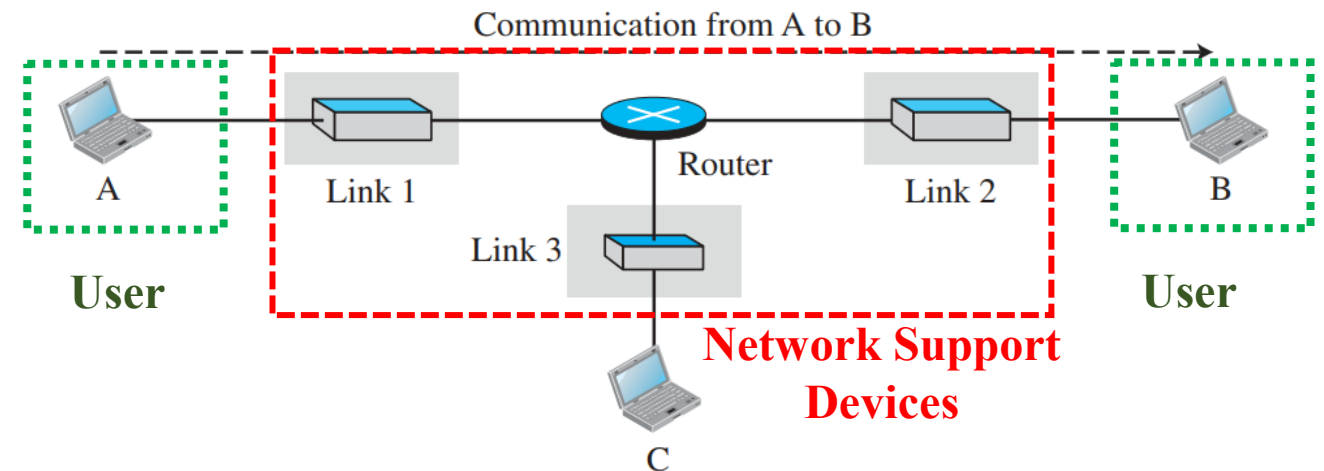 Communication from A to B
A
Link 1
Router
Link 2
B
Link 3
User
User
Network Support
Devices
C